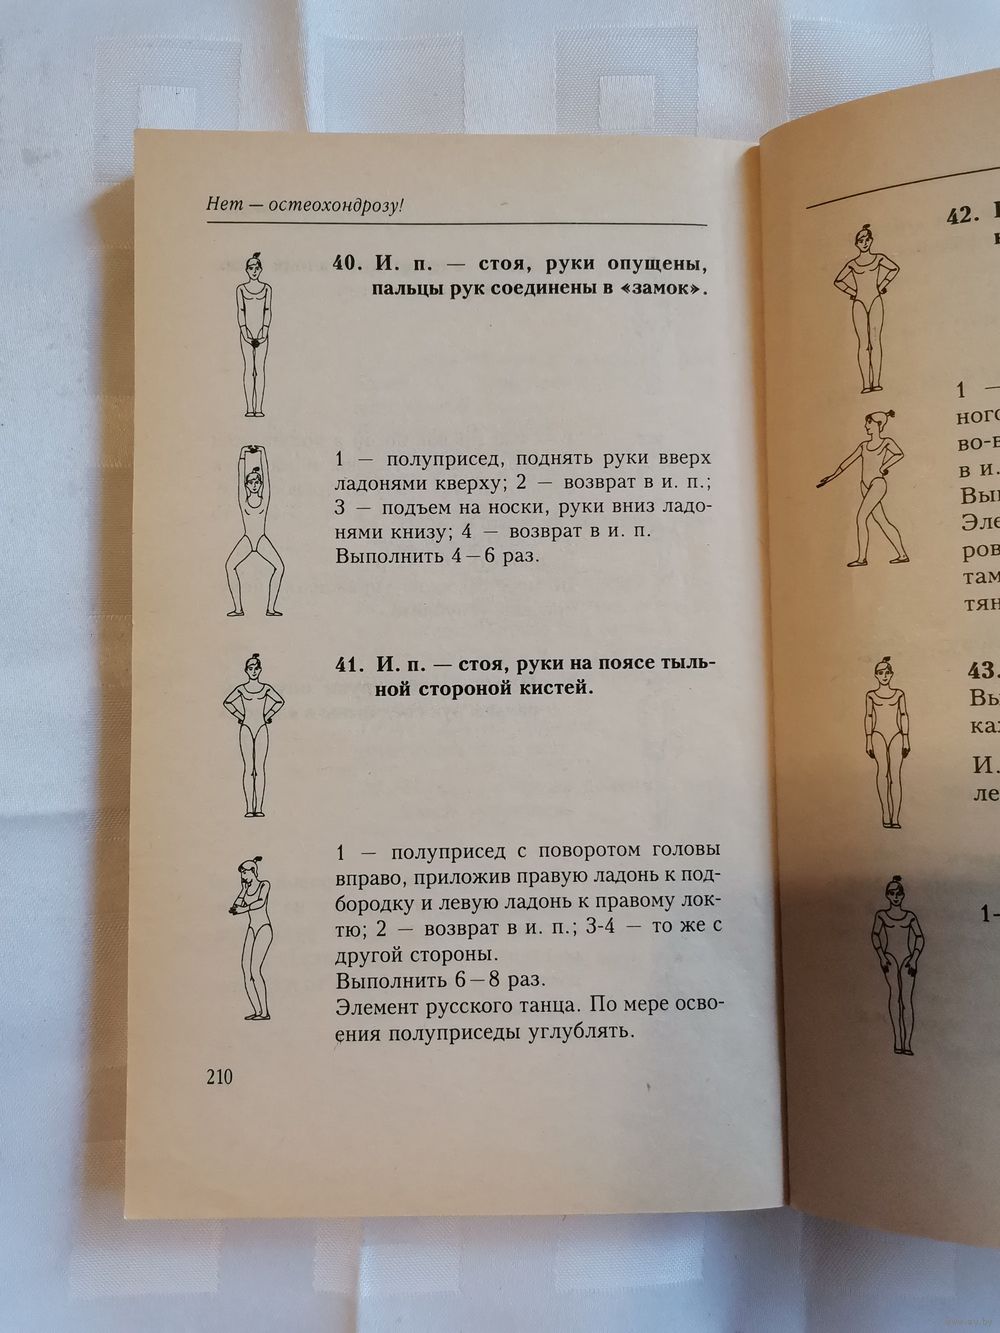 Нет — остеохондрозу!
40. И. п. — стоя, руки опущены,
пальцы рук соединены в «замок».
1 — полуприсед, поднять руки вверх
ладонями кверху; 2 — возврат в и. п.;
3 — подъем на носки, руки вниз ладо-
нями книзу; 4 — возврат в и. п.
Выполнить 4—6 раз.
41. И. п. — стоя, руки на поясе тыль-
ной стороной кистей.
1 — полуприсед с поворотом головы
вправо, приложив правую ладонь к под-
бородку и левую ладонь к правому лок-
тю; 2 — возврат в и. п.; 3-4 — то же с
другой стороны.
Выполнить 6—8 раз.
Элемент русского танца. По мере осво-
ения полуприседы углублять.
210
42.
1 —
ного
в и.
Эле
ров
там
тян
43.
Вы
ка
И.
ле
1-